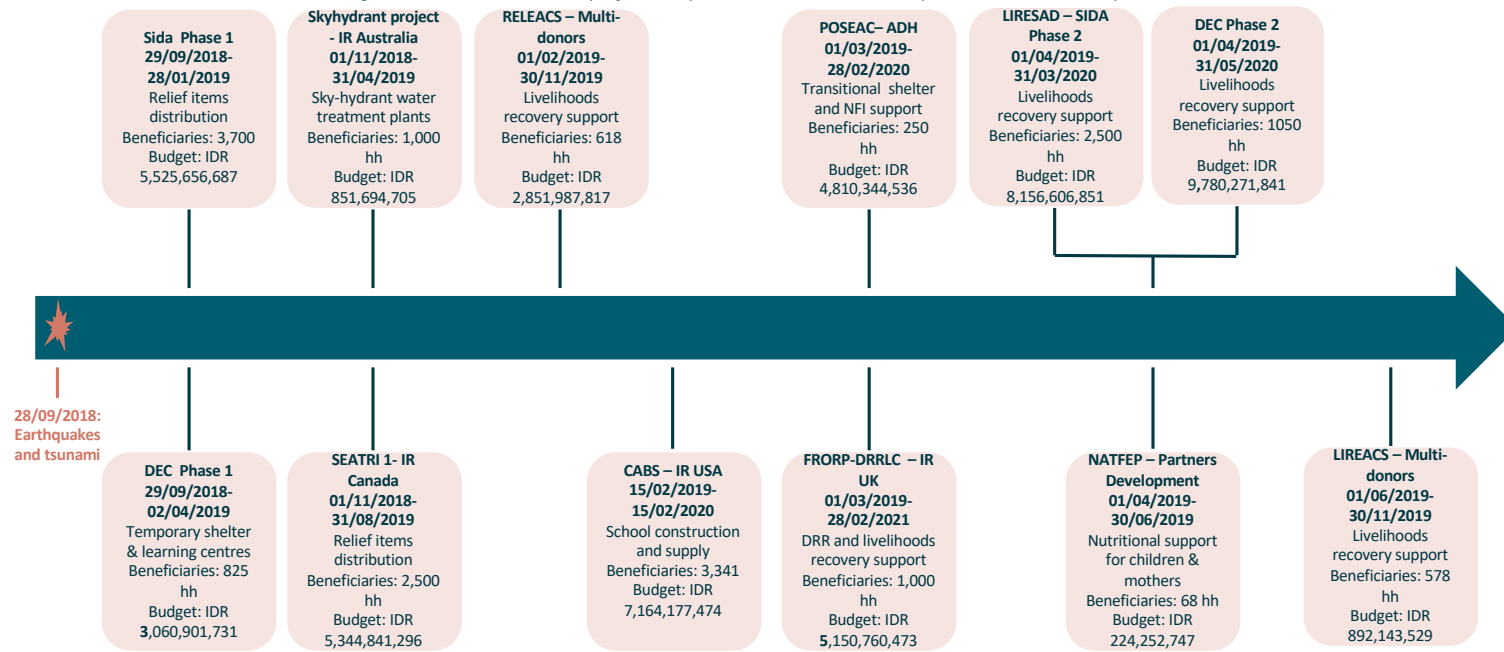 Sida Phase 1
29/09/2018-
28/01/2019
Relief items
distribution
Beneficiaries: 3,700
Budget: IDR
5,525,656,687
Skyhydrant project
- IR Australia
01/11/2018-
31/04/2019
Sky-hydrant water
treatment plants
Beneficiaries: 1,000
hh
Budget: IDR
851,694,705
RELEACS – Multi-
donors
01/02/2019-
30/11/2019
Livelihoods
recovery support
Beneficiaries: 618
hh
Budget: IDR
2,851,987,817
POSEAC– ADH
01/03/2019-
28/02/2020
Transitional shelter
and NFI support
Beneficiaries: 250
hh
Budget: IDR
4,810,344,536
LIRESAD – SIDA
Phase 2
01/04/2019-
31/03/2020
Livelihoods
recovery support
Beneficiaries: 2,500
hh
Budget: IDR
8,156,606,851
DEC Phase 2
01/04/2019-
31/05/2020
Livelihoods
recovery support
Beneficiaries: 1050
hh
Budget: IDR
9,780,271,841
28/09/2018:
Earthquakes
and tsunami
DEC Phase 1
29/09/2018-
02/04/2019
Temporary shelter
& learning centres
Beneficiaries: 825
hh
Budget: IDR
3,060,901,731
SEATRI 1- IR
Canada
01/11/2018-
31/08/2019
Relief items
distribution
Beneficiaries: 2,500
hh
Budget: IDR
5,344,841,296
CABS – IR USA
15/02/2019-
15/02/2020
School construction
and supply
Beneficiaries: 3,341
Budget: IDR
7,164,177,474
FRORP-DRRLC – IR
UK
01/03/2019-
28/02/2021
DRR and livelihoods
recovery support
Beneficiaries: 1,000
hh
Budget: IDR
5,150,760,473
NATFEP – Partners
Development
01/04/2019-
30/06/2019
Nutritional support
for children &
mothers
Beneficiaries: 68 hh
Budget: IDR
224,252,747
LIREACS – Multi-
donors
01/06/2019-
30/11/2019
Livelihoods
recovery support
Beneficiaries: 578
hh
Budget: IDR
892,143,529